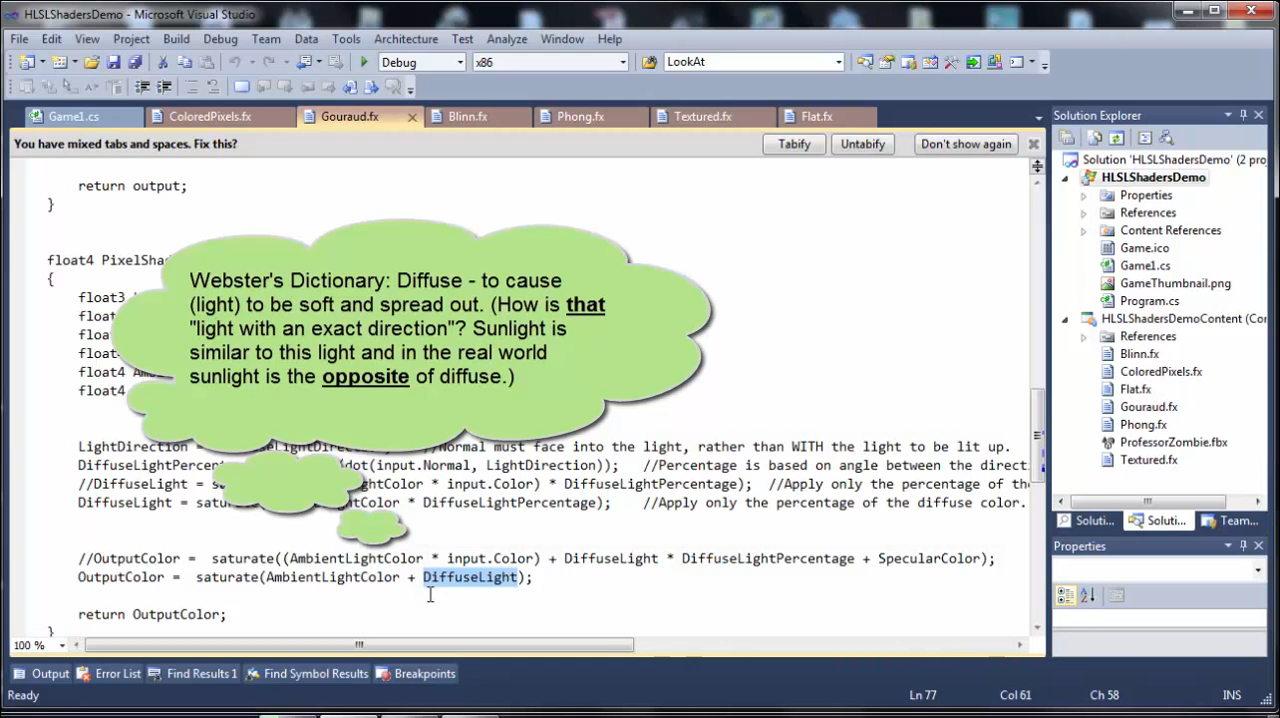 HLSLShadersDemo - Microsoft Visual Studio
File Edit View Project Build Debug Team Data Tools Architecture Test Analyze Window Help
Debug x86 LookAt
Game1.cs ColoredPixels.fx Gouraud.fx Blinn.fx Phong.fx Textured.fx Flat.fx
You have mixed tabs and spaces. Fix this? Tabify Untabify Don't show again
return output;
}
float4 PixelShad
{
float3
float
float
float4 Am
float4
Webster's Dictionary: Diffuse - to cause
(light) to be soft and spread out. (How is that
"light with an exact direction"? Sunlight is
similar to this light and in the real world
sunlight is the opposite of diffuse.)
LightDirection = //Normal must face into the light, rather than WITH the light to be lit up.
DiffuseLightPercent (dot(input.Normal, LightDirection)); //Percentage is based on angle between the directi
//DiffuseLight = sa ghtColor * input.Color) * DiffuseLightPercentage); //Apply only the percentage of the
DiffuseLight = saturate( ghtColor * DiffuseLightPercentage); //Apply only the percentage of the diffuse color.
//OutputColor = saturate((AmbientLightColor * input.Color) + DiffuseLight * DiffuseLightPercentage + SpecularColor);
OutputColor = saturate(AmbientLightColor + DiffuseLight);
return OutputColor;
}
100 %
Solution Explorer
Solution 'HLSLShadersDemo' (2 proj
HLSLShadersDemo
Properties
References
Content References
Game.ico
Game1.cs
GameThumbnail.png
Program.cs
HLSLShadersDemoContent (Con
References
Blinn.fx
ColoredPixels.fx
Flat.fx
Gouraud.fx
Phong.fx
ProfessorZombie.fbx
Textured.fx
Soluti... Soluti... Team...
Properties
Output Error List Find Results 1 Find Symbol Results Breakpoints
Ready Ln 77 Col 61 Ch 58 INS